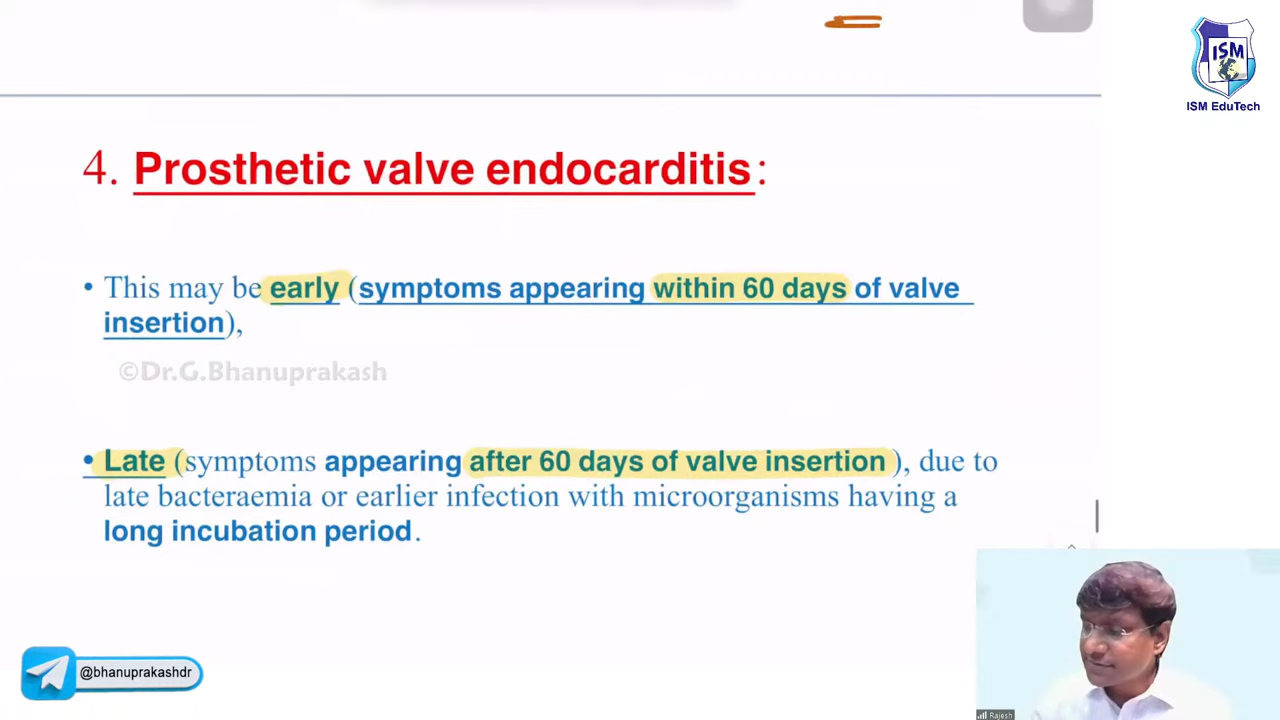 ISM
ISM EduTech
4. Prosthetic valve endocarditis:
• This may be early (symptoms appearing within 60 days of valve
insertion),
©Dr.G.Bhanuprakash
• Late (symptoms appearing after 60 days of valve insertion), due to
late bacteraemia or earlier infection with microorganisms having a
long incubation period.
@bhanuprakashdr
Rajesh